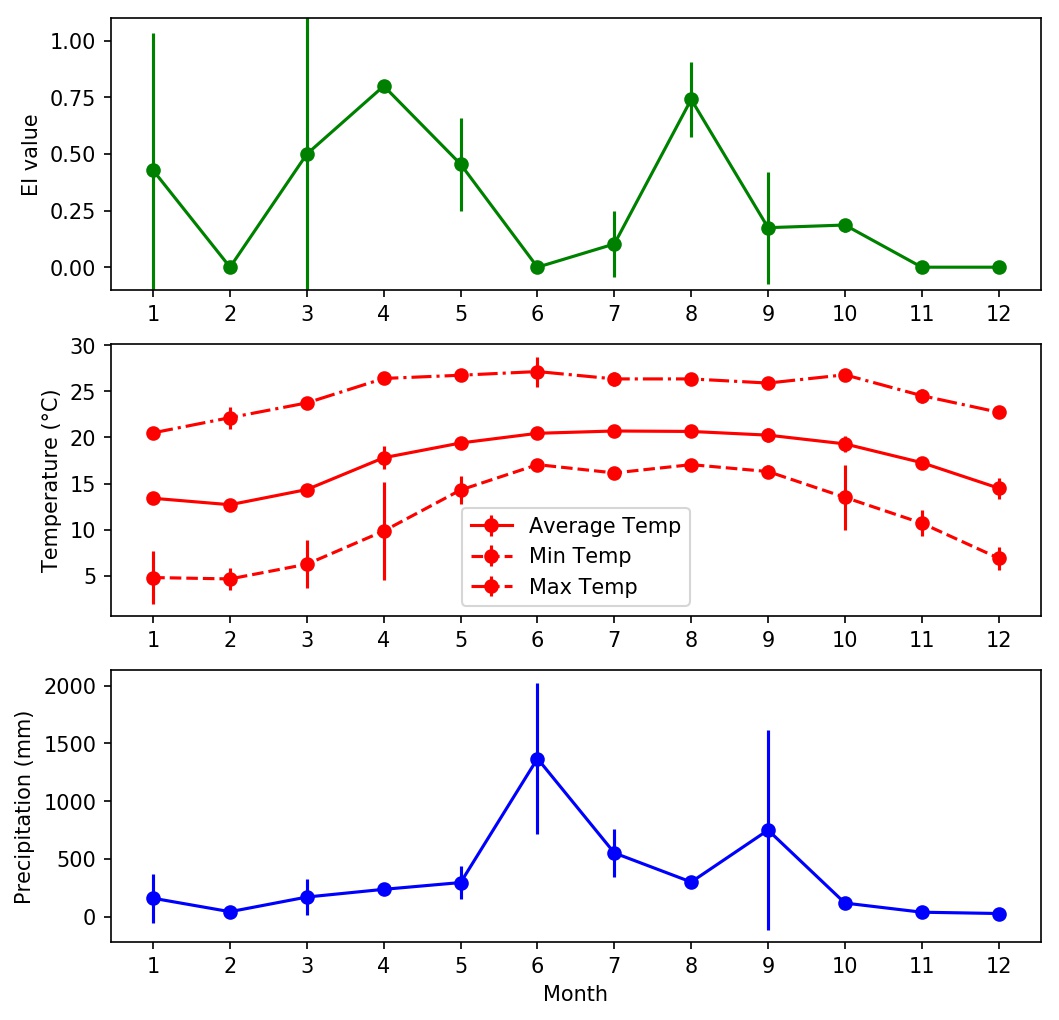 EI value
1.00
0.75
0.50
0.25
0.00
1 2 3 4 5 6 7 8 9 10 11 12
Temperature (°C)
30
25
20
15
10
5
Average Temp
Min Temp
Max Temp
1 2 3 4 5 6 7 8 9 10 11 12
Precipitation (mm)
2000
1500
1000
500
0
1 2 3 4 5 6 7 8 9 10 11 12
Month